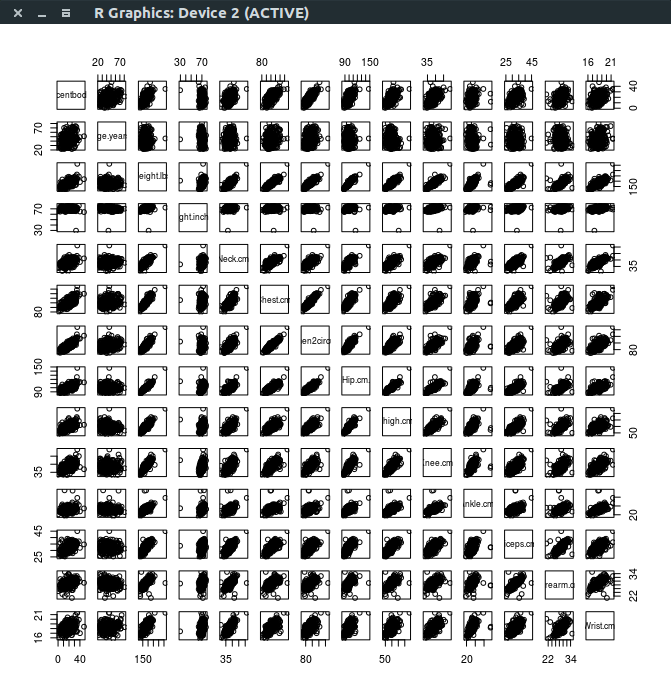 R Graphics: Device 2 (ACTIVE)
20 70 30 70 80 90 150 35 25 45 16 21
centbod 0 40
20 70 ge.year
eight.lb 150
30 70 ght.inch
Neck.cm 35
80 hest.cm
en2circ 80
90 150 Hip.cm.
high.cm 50
35 .nee.cm
nkle.cm 20
25 45 ceps.cn
rearm.c 22 34
16 21 Wrist.cm
0 40 150 35 80 50 20 22 34